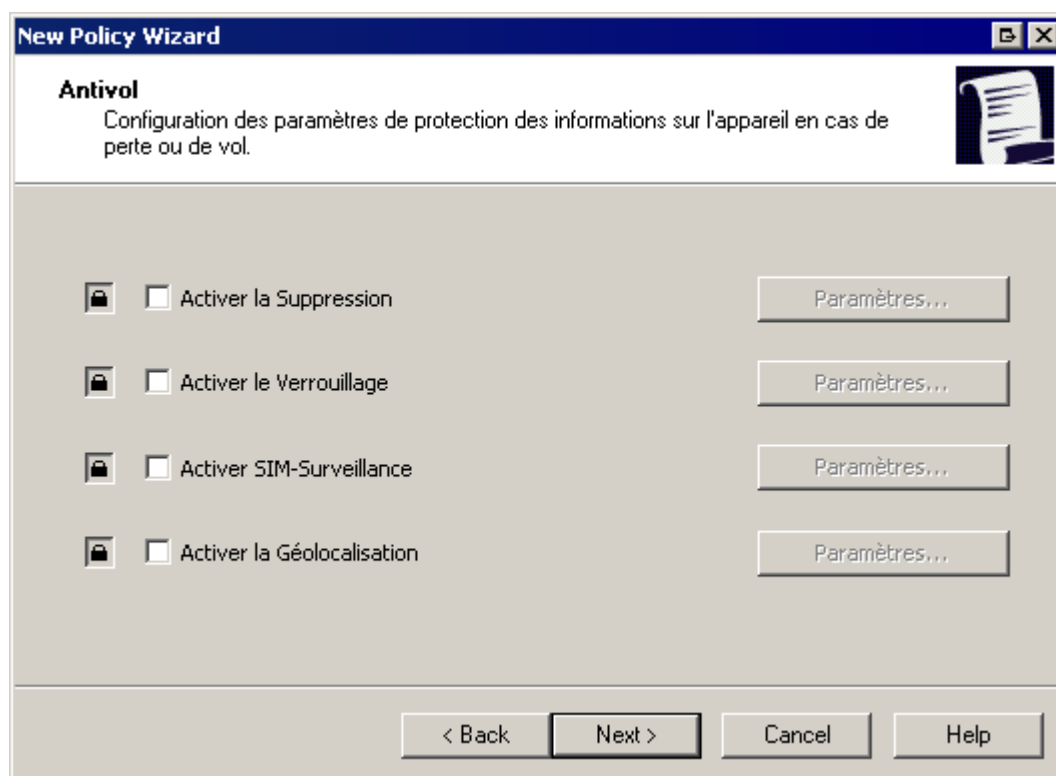 New Policy Wizard
Antivol
Configuration des paramètres de protection des informations sur l'appareil en cas de
perte ou de vol.
Activer la Suppression Paramètres...
Activer le Verrouillage Paramètres...
Activer SIM-Surveillance Paramètres...
Activer la Géolocalisation Paramètres...
< Back Next > Cancel Help